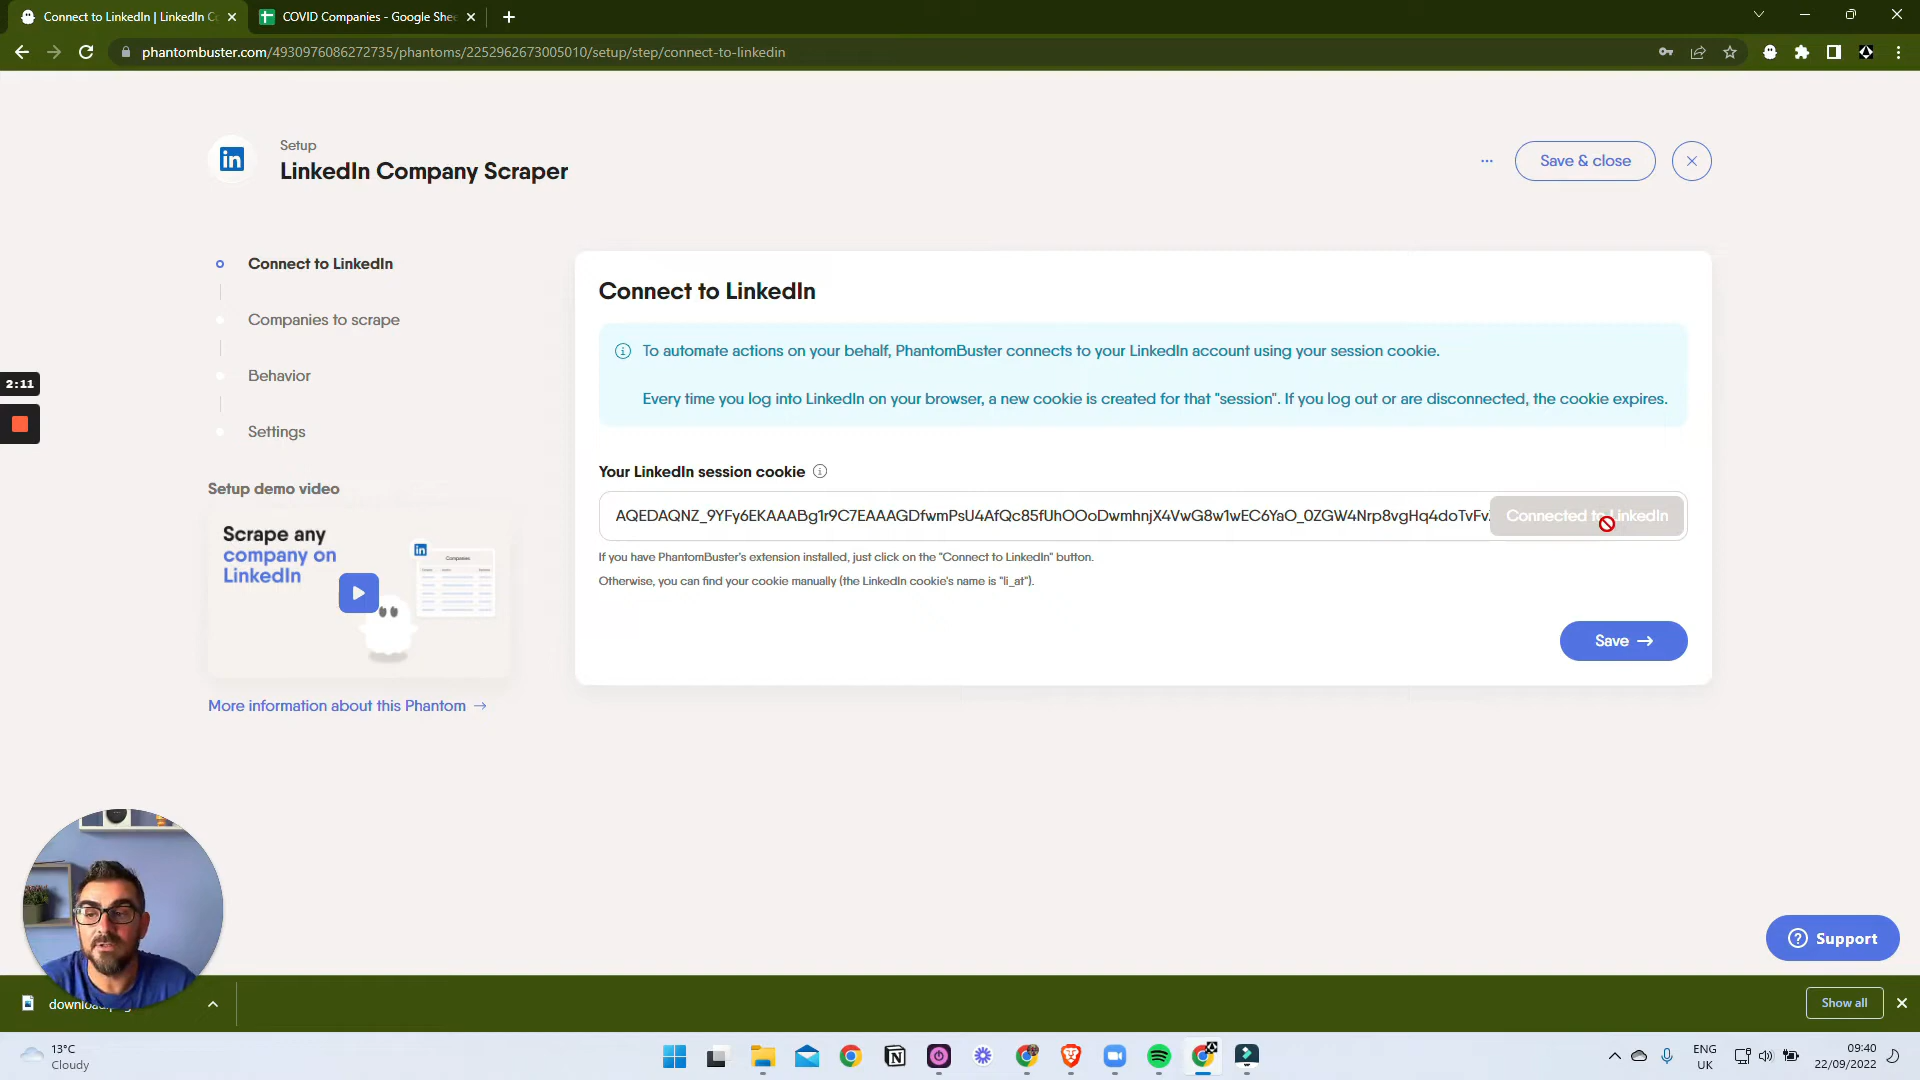 Connect to LinkedIn | LinkedIn C
COVID Companies - Google She
phantombuster.com/4930976086272735/phantoms/2252962673005010/setup/step/connect-to-linkedin
Setup
LinkedIn Company Scraper
Save & close
Connect to LinkedIn
Companies to scrape
Behavior
Settings
Setup demo video
Scrape any
company on
LinkedIn
Companies
More information about this Phantom →
Connect to LinkedIn
To automate actions on your behalf, PhantomBuster connects to your LinkedIn account using your session cookie.
Every time you log into LinkedIn on your browser, a new cookie is created for that "session". If you log out or are disconnected, the cookie expires.
Your LinkedIn session cookie
Connected to LinkedIn
If you have PhantomBuster's extension installed, just click on the "Connect to LinkedIn" button.
Otherwise, you can find your cookie manually (the LinkedIn cookie's name is "li_at").
Save →
2:11
Support
Show all
13°C
Cloudy
ENG
UK
09:40
22/09/2022